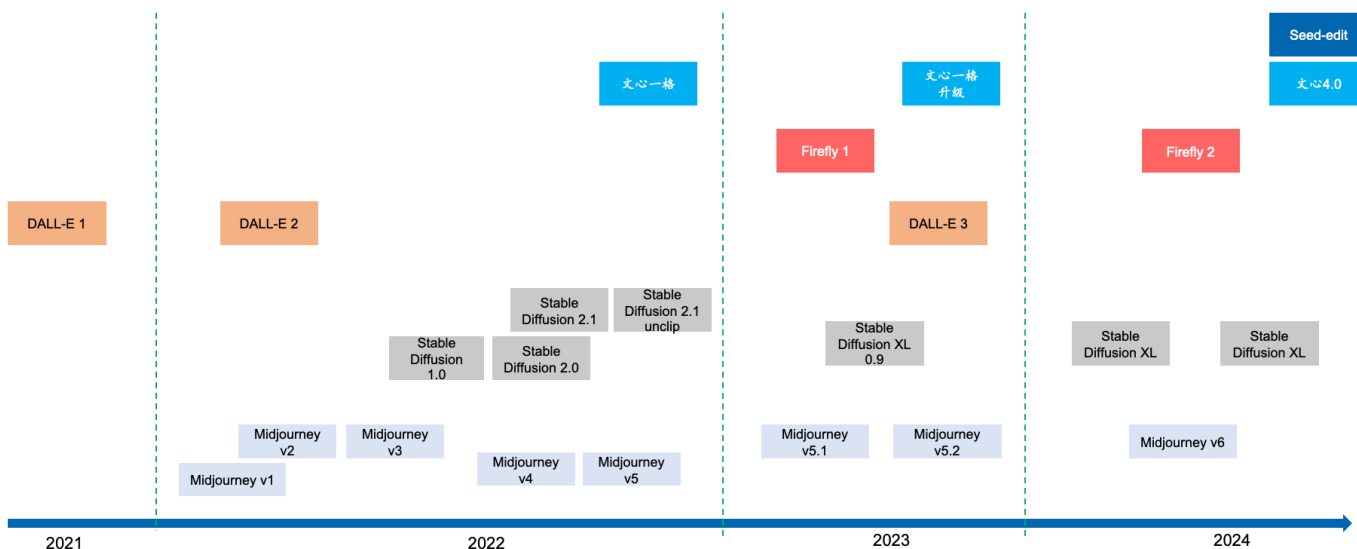 Seed-edit
文心一格
文心一格
升级
文心4.0
Firefly 1
Firefly 2
DALL-E 1
DALL-E 2
DALL-E 3
Stable
Diffusion 2.1
Stable
Diffusion 2.1
unclip
Stable
Diffusion
1.0
Stable
Diffusion 2.0
Stable
Diffusion XL
0.9
Stable
Diffusion XL
Stable
Diffusion XL
Midjourney
v2
Midjourney
v3
Midjourney
v5.1
Midjourney
v5.2
Midjourney v6
Midjourney v1
Midjourney
v4
Midjourney
v5
2021
2022
2023
2024